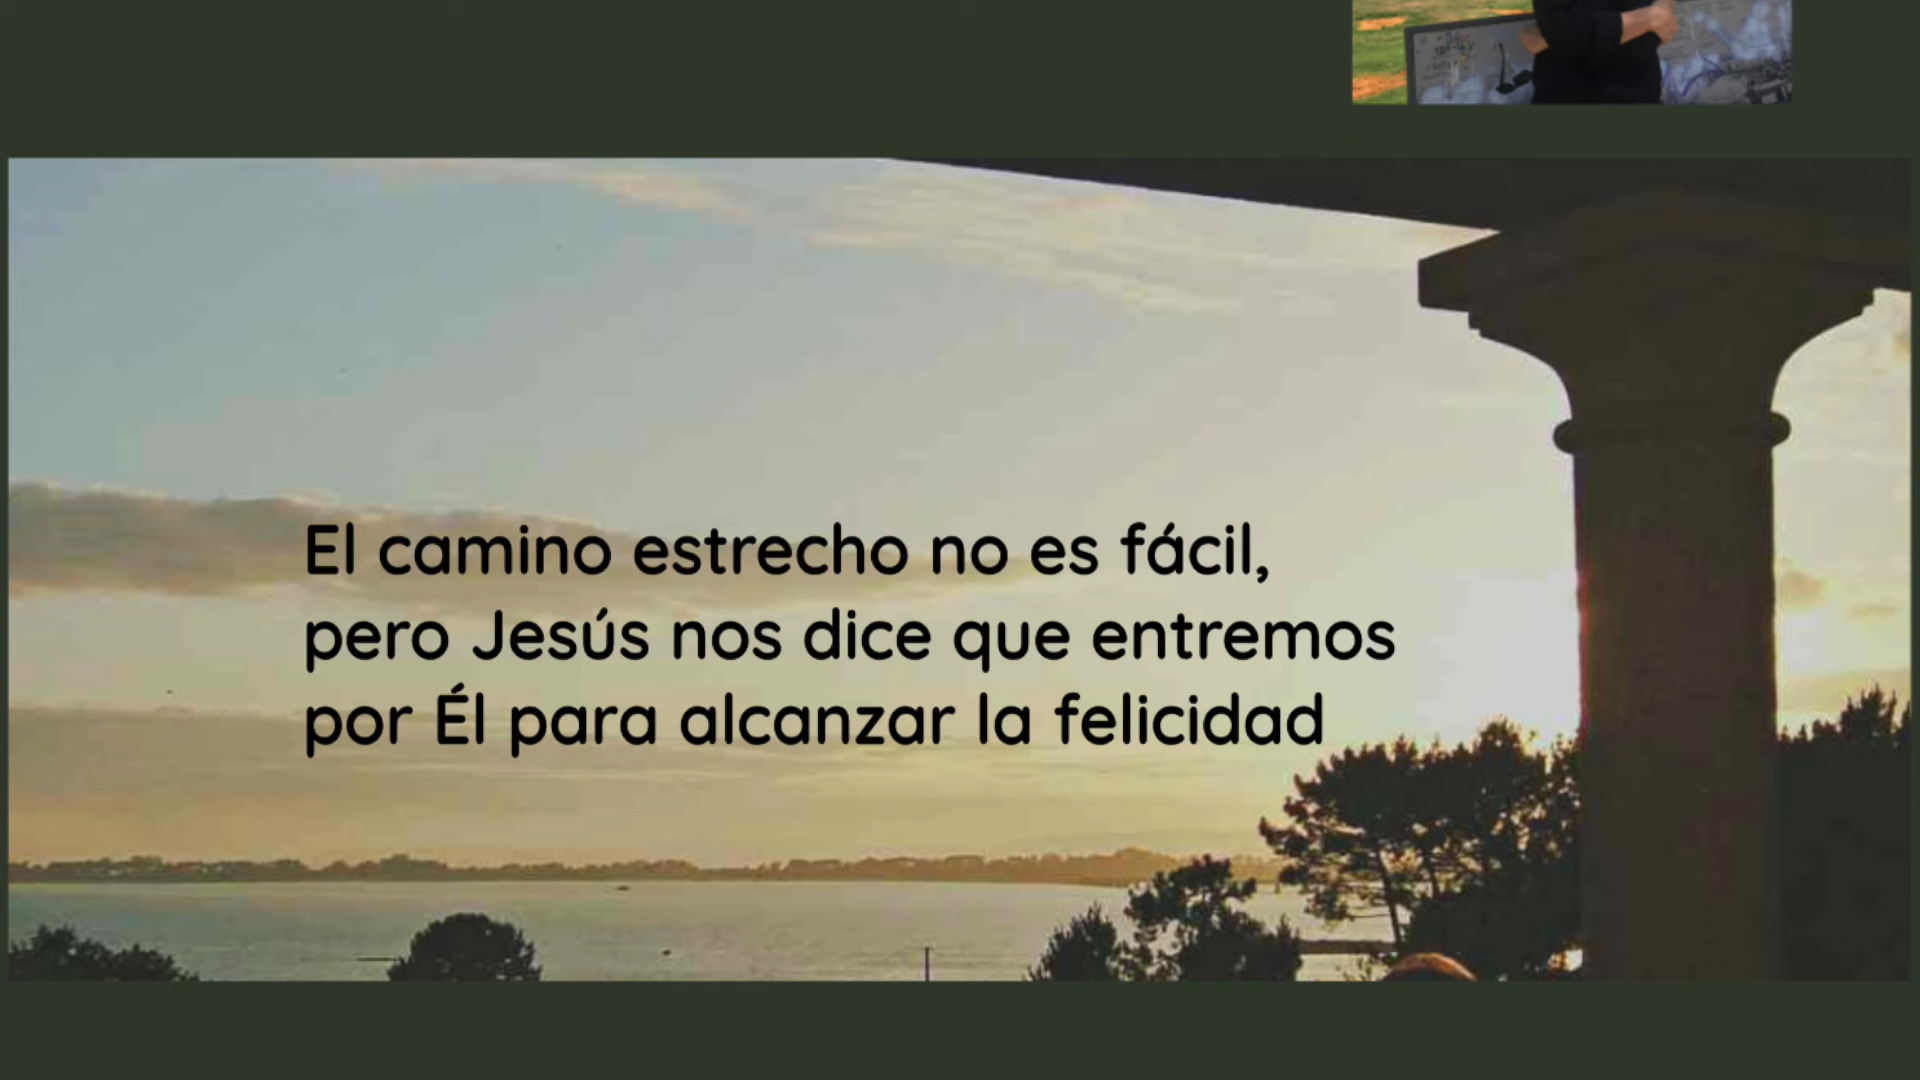 El camino estrecho no es fácil,
pero Jesús nos dice que entremos
por Él para alcanzar la felicidad